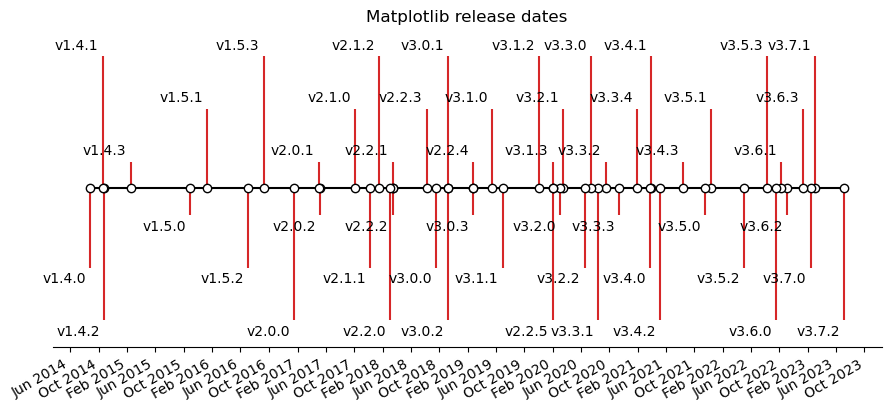 Matplotlib release dates
v1.4.1 v1.5.3 v2.1.2 v3.0.1 v3.1.2 v3.3.0 v3.4.1 v3.5.3 v3.7.1
v1.5.1 v2.1.0 v2.2.3 v3.1.0 v3.2.1 v3.3.4 v3.5.1 v3.6.3
v1.4.3 v2.0.1 v2.2.1 v2.2.4 v3.1.3 v3.3.2 v3.4.3 v3.6.1
v1.5.0 v2.0.2 v2.2.2 v3.0.3 v3.2.0 v3.3.3 v3.5.0 v3.6.2
v1.4.0 v1.5.2 v2.1.1 v3.0.0 v3.1.1 v3.2.2 v3.4.0 v3.5.2 v3.7.0
v1.4.2 v2.0.0 v2.2.0 v3.0.2 v2.2.5 v3.3.1 v3.4.2 v3.6.0 v3.7.2
Jun 2014 Oct 2014 Feb 2015 Jun 2015 Oct 2015 Feb 2016 Jun 2016 Oct 2016 Feb 2017 Jun 2017 Oct 2017 Feb 2018 Jun 2018 Oct 2018 Feb 2019 Jun 2019 Oct 2019 Feb 2020 Jun 2020 Oct 2020 Feb 2021 Jun 2021 Oct 2021 Feb 2022 Jun 2022 Oct 2022 Feb 2023 Jun 2023 Oct 2023